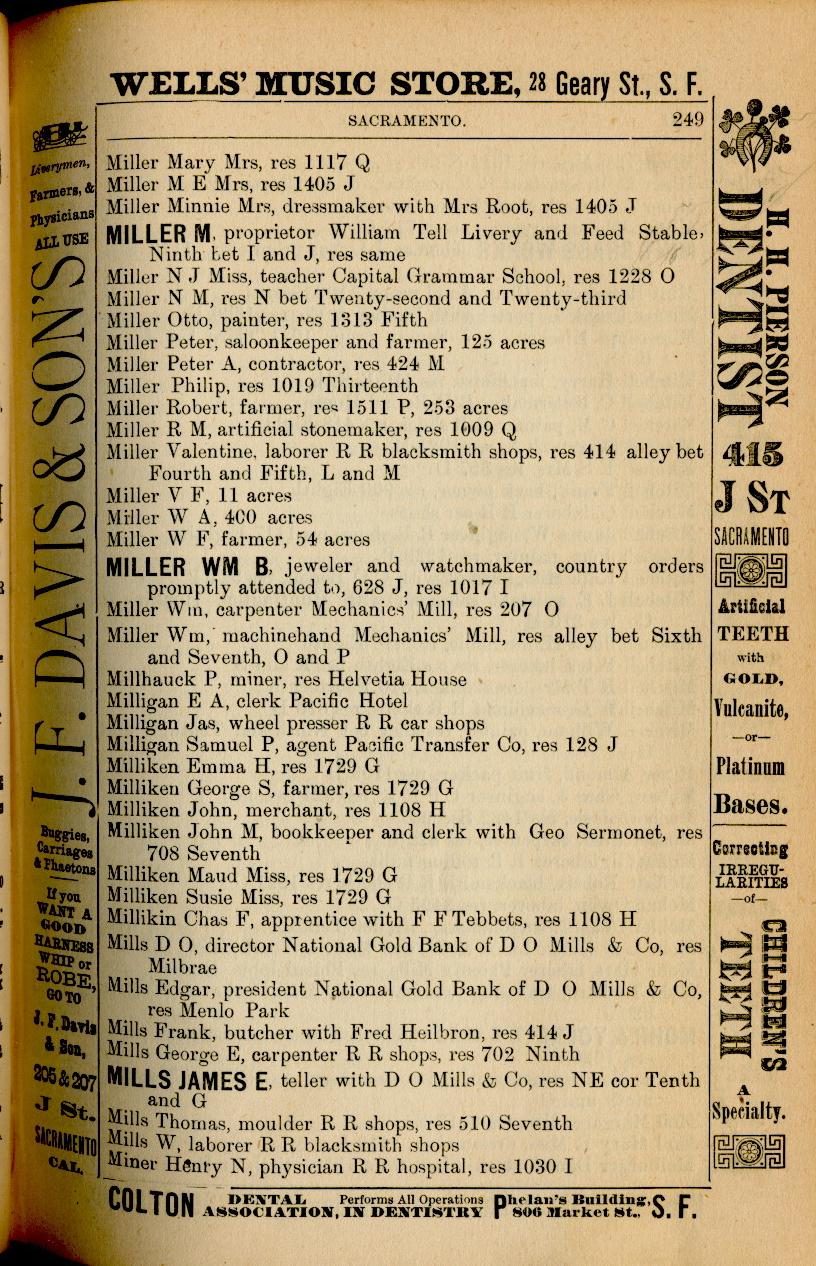 WELLS' MUSIC STORE, 28 Geary St., S. F.
SACRAMENTO. 249
Miller Mary Mrs, res 1117 Q
Miller M E Mrs, res 1405 J
Miller Minnie Mrs, dressmaker with Mrs Root, res 1405 J
MILLER M, proprietor William Tell Livery and Feed Stable,
Ninth bet I and J, res same
Miller N J Miss, teacher Capital Grammar School, res 1228 O
Miller N M, res N bet Twenty-second and Twenty-third
Miller Otto, painter, res 1313 Fifth
Miller Peter, saloonkeeper and farmer, 125 acres
Miller Peter A, contractor, res 424 M
Miller Philip, res 1019 Thirteenth
Miller Robert, farmer, res 1511 P, 253 acres
Miller R M, artificial stonemaker, res 1009 Q
Miller Valentine, laborer R R blacksmith shops, res 414 alley bet
Fourth and Fifth, L and M
Miller V F, 11 acres
Miller W A, 400 acres
Miller W F, farmer, 54 acres
MILLER WM B, jeweler and watchmaker, country orders
promptly attended to, 628 J, res 1017 I
Miller Wm, carpenter Mechanics' Mill, res 207 O
Miller Wm, machinehand Mechanics' Mill, res alley bet Sixth
and Seventh, O and P
Millhauck P, miner, res Helvetia House
Milligan E A, clerk Pacific Hotel
Milligan Jas, wheel presser R R car shops
Milligan Samuel P, agent Pacific Transfer Co, res 128 J
Milliken Emma H, res 1729 G
Milliken George S, farmer, res 1729 G
Milliken John, merchant, res 1108 H
Milliken John M, bookkeeper and clerk with Geo Sermonet, res
708 Seventh
Milliken Maud Miss, res 1729 G
Milliken Susie Miss, res 1729 G
Millikin Chas F, apprentice with F F Tebbets, res 1108 H
Mills D O, director National Gold Bank of D O Mills & Co, res
Milbrae
Mills Edgar, president National Gold Bank of D O Mills & Co,
res Menlo Park
Mills Frank, butcher with Fred Heilbron, res 414 J
Mills George E, carpenter R R shops, res 702 Ninth
MILLS JAMES E, teller with D O Mills & Co, res NE cor Tenth
and G
Mills Thomas, moulder R R shops, res 510 Seventh
Mills W, laborer R R blacksmith shops
Miner Henry N, physician R R hospital, res 1030 I
Liverymen,
Farmers, &
Physicians
ALL USE
J. F. DAVIS & SON'S
Buggies,
Carriages
& Phaetons
If you
WANT A
GOOD
HARNESS
WHIP or
ROBE,
GO TO
J. F. Davis
& Son,
205 & 207
J St.
SACRAMENTO
CAL.
H. H. PIERSON
DENTIST
415
J ST
SACRAMENTO
Artificial
TEETH
with
GOLD,
Vulcanite,
—or—
Platinum
Bases.
Correcting
IRREGU-
LARITIES
—of—
CHILDREN'S
TEETH
A
Specialty.
COLTON DENTAL ASSOCIATION, Performs All Operations IN DENTISTRY Phelan's Building, 806 Market St., S. F.